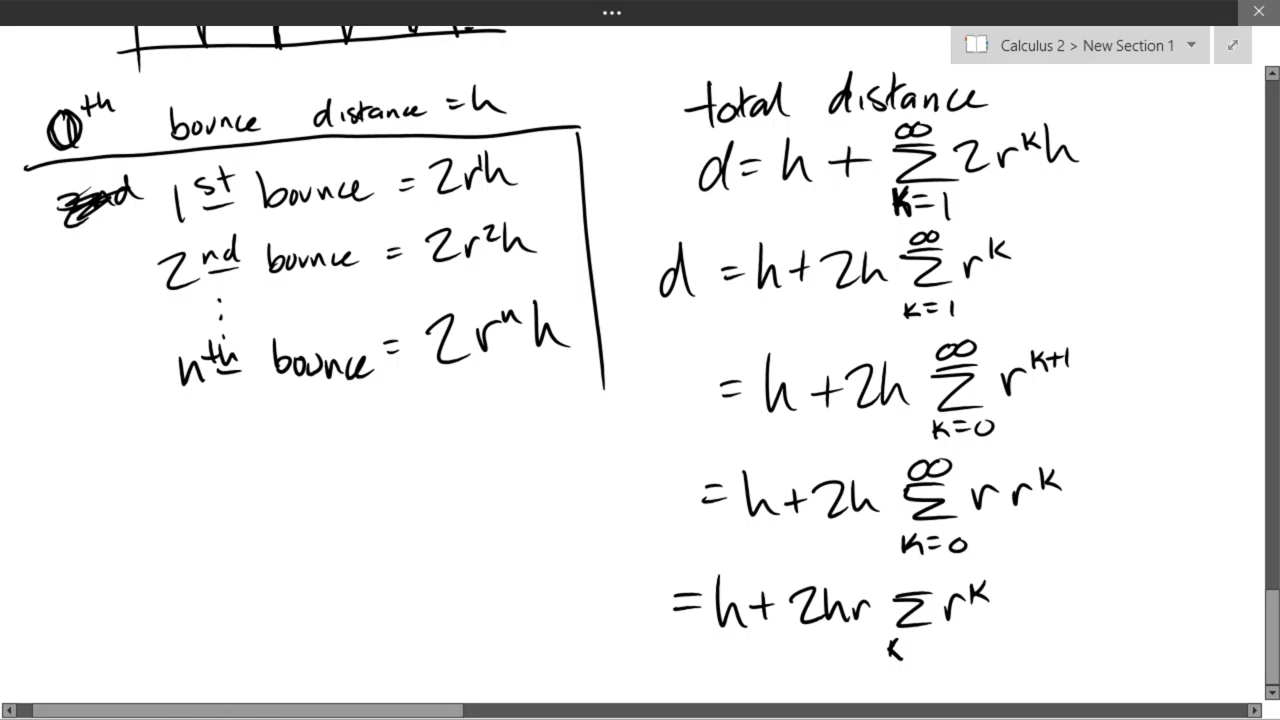 ...
Calculus 2 > New Section 1
0th bounce distance = h
1st bounce = 2r¹h
2nd bounce = 2r²h
⋮
nth bounce = 2rⁿh
total distance
d = h + ∞ Σ k=1 2rᵏh
d = h + 2h ∞ Σ k=1 rᵏ
= h + 2h ∞ Σ k=0 rᵏ⁺¹
= h + 2h ∞ Σ k=0 r rᵏ
= h + 2hr Σ k rᵏ